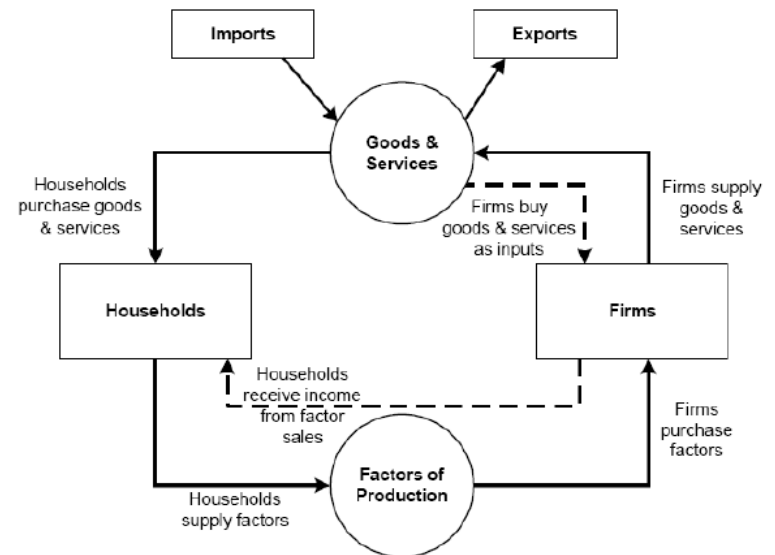 Imports
Exports
Goods &
Services
Households
purchase goods
& services
Firms buy
goods & services
as inputs
Firms supply
goods &
services
Households
Firms
Households
receive income
from factor
sales
Firms
purchase
factors
Factors of
Production
Households
supply factors